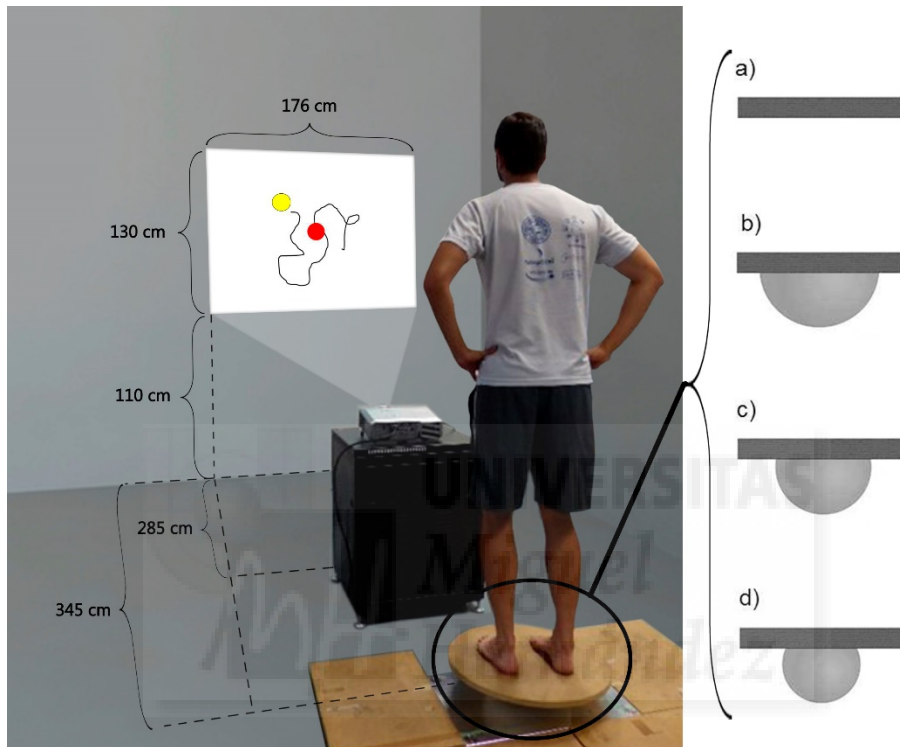 176 cm
130 cm
110 cm
285 cm
345 cm
a)
b)
c)
d)
UNIVERSITAS
Miguel
Hernández